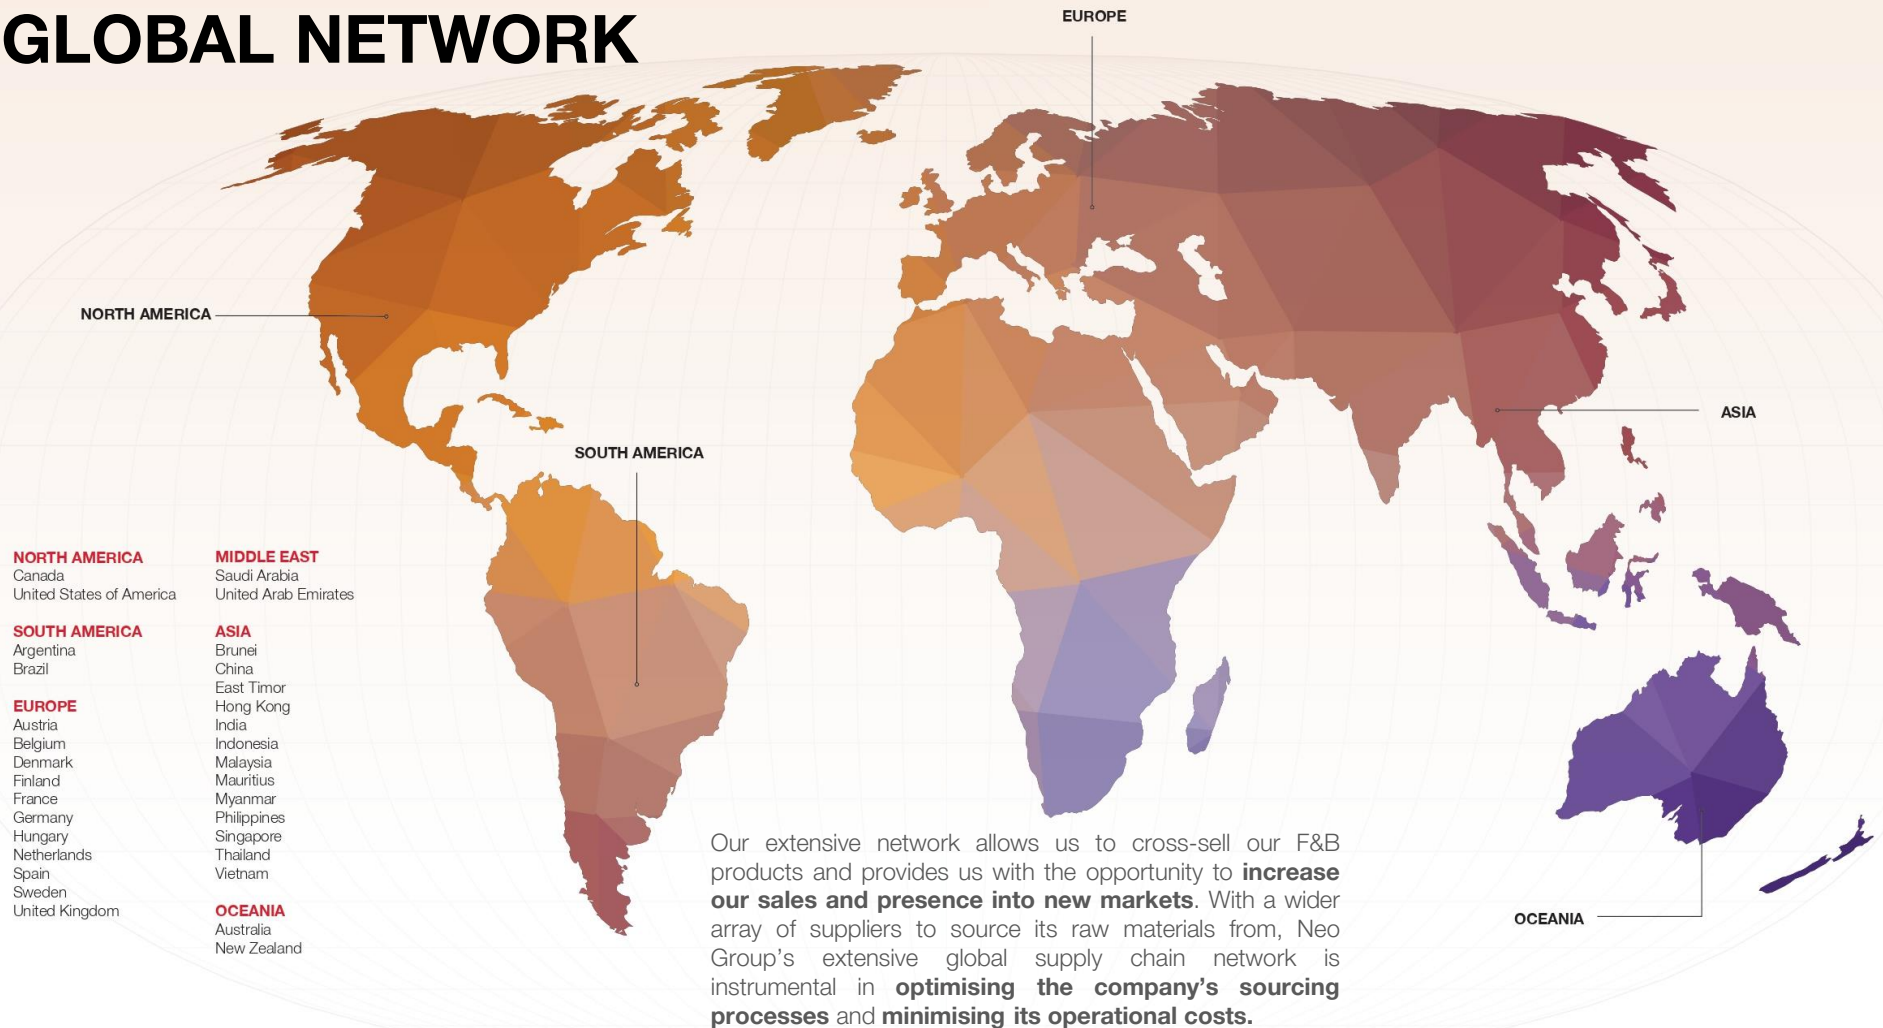 GLOBAL NETWORK
EUROPE
NORTH AMERICA
ASIA
SOUTH AMERICA
OCEANIA
NORTH AMERICA
Canada
United States of America
SOUTH AMERICA
Argentina
Brazil
EUROPE
Austria
Belgium
Denmark
Finland
France
Germany
Hungary
Netherlands
Spain
Sweden
United Kingdom
MIDDLE EAST
Saudi Arabia
United Arab Emirates
ASIA
Brunei
China
East Timor
Hong Kong
India
Indonesia
Malaysia
Mauritius
Myanmar
Philippines
Singapore
Thailand
Vietnam
OCEANIA
Australia
New Zealand
Our extensive network allows us to cross-sell our F&B
products and provides us with the opportunity to increase
our sales and presence into new markets. With a wider
array of suppliers to source its raw materials from, Neo
Group's extensive global supply chain network is
instrumental in optimising the company's sourcing
processes and minimising its operational costs.